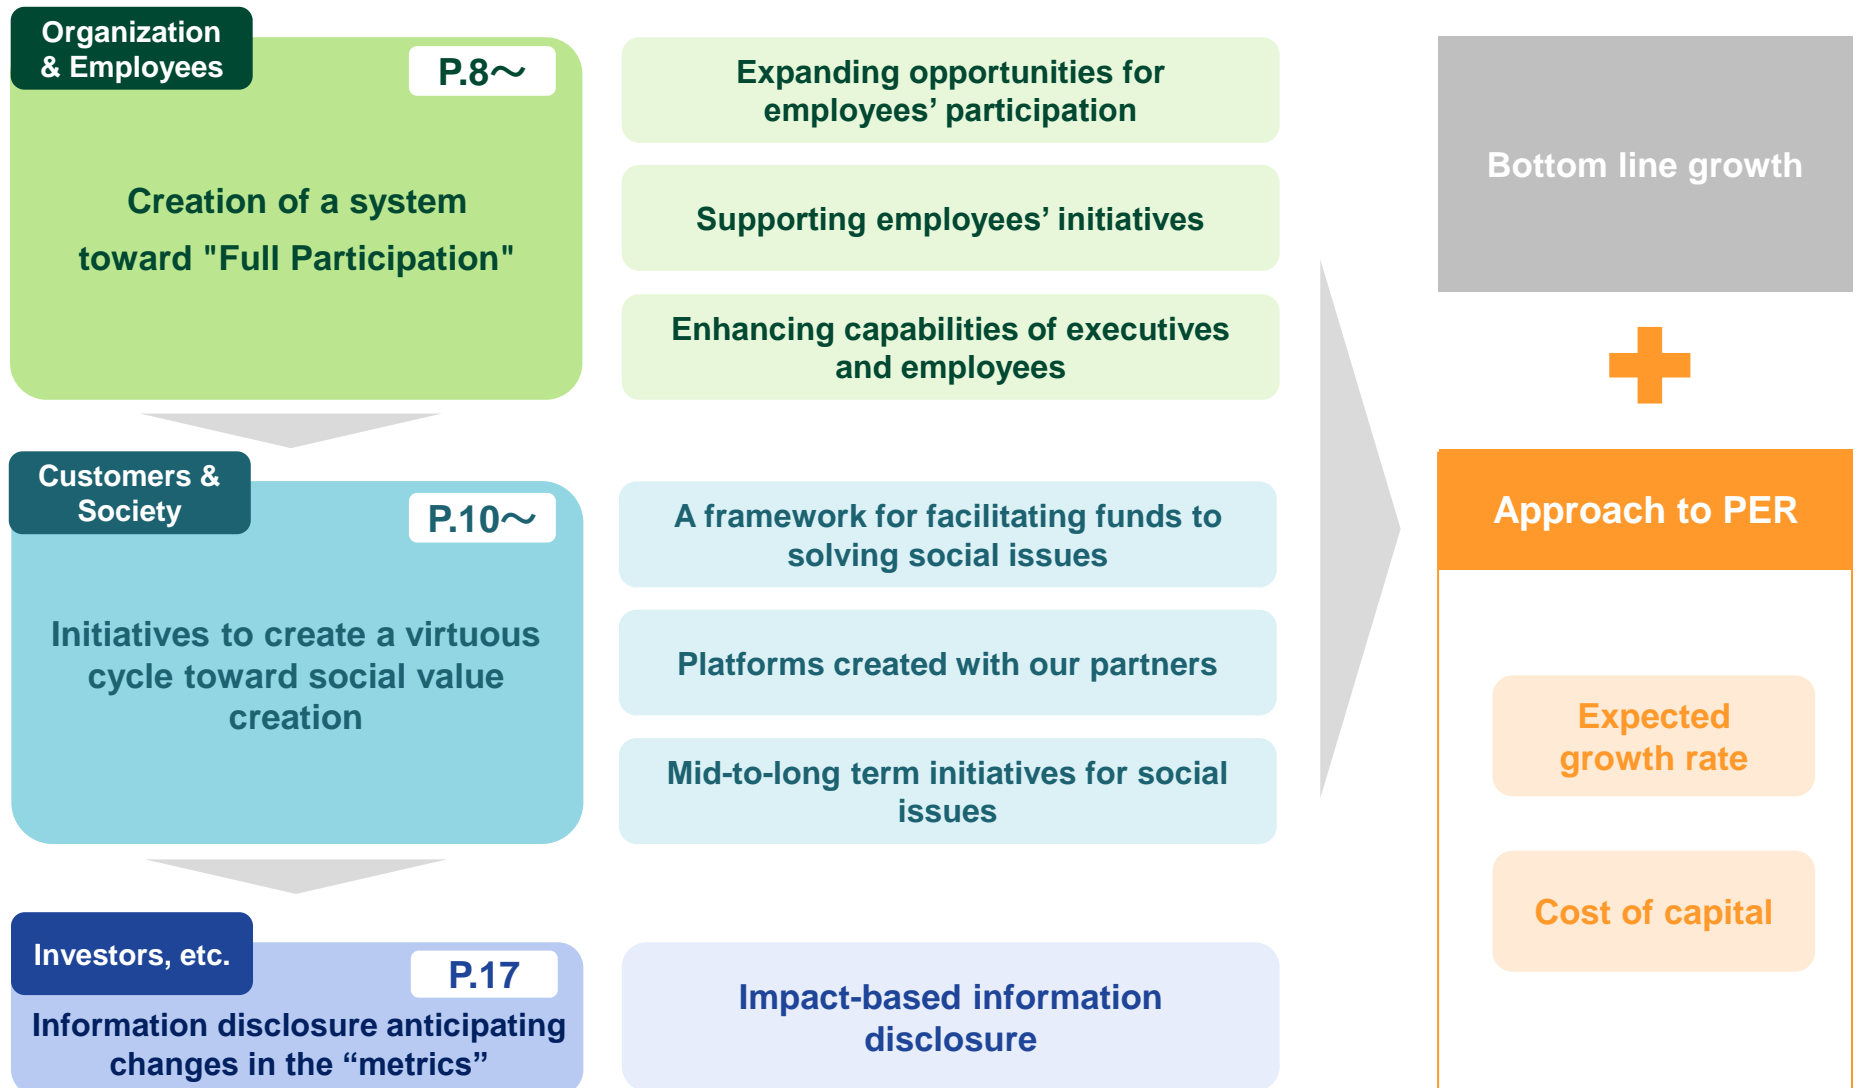 Organization
& Employees
P.8～
Creation of a system
toward "Full Participation"
Expanding opportunities for
employees’ participation
Supporting employees’ initiatives
Enhancing capabilities of executives
and employees
Customers &
Society
P.10～
Initiatives to create a virtuous
cycle toward social value
creation
A framework for facilitating funds to
solving social issues
Platforms created with our partners
Mid-to-long term initiatives for social
issues
Investors, etc.
P.17
Information disclosure anticipating
changes in the “metrics”
Impact-based information
disclosure
Bottom line growth
Approach to PER
Expected
growth rate
Cost of capital